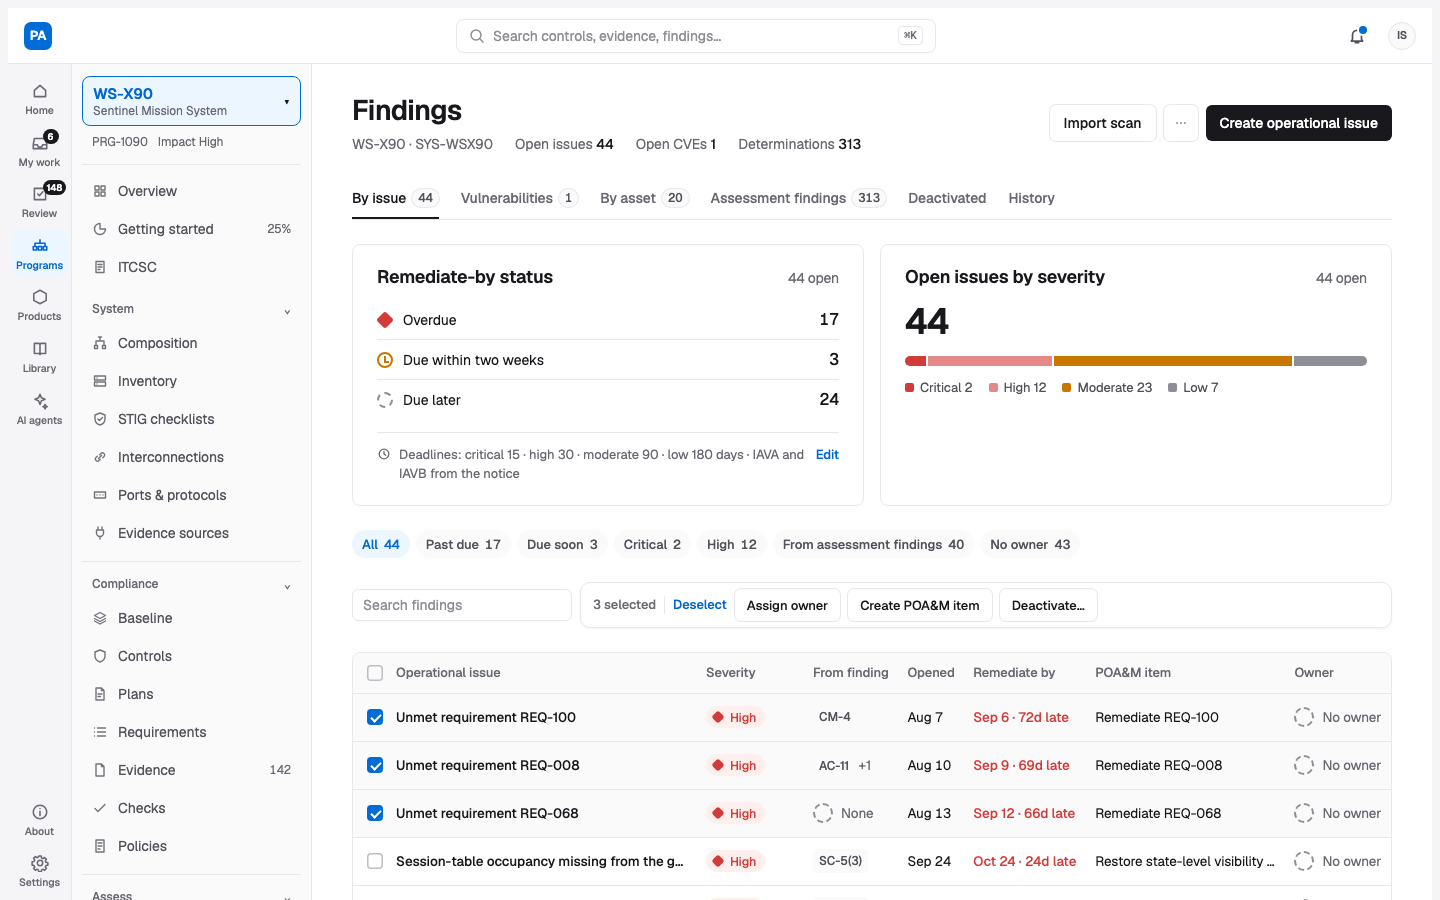 PA
Search controls, evidence, findings...
⌘K
IS
Home
6
My work
148
Review
Programs
Products
Library
AI agents
About
Settings
WS-X90
Sentinel Mission System
PRG-1090 Impact High
Overview
Getting started 25%
ITCSC
System
Composition
Inventory
STIG checklists
Interconnections
Ports & protocols
Evidence sources
Compliance
Baseline
Controls
Plans
Requirements
Evidence 142
Checks
Policies
Assess
Findings
WS-X90 · SYS-WSX90 Open issues 44 Open CVEs 1 Determinations 313
Import scan
...
Create operational issue
By issue 44 Vulnerabilities 1 By asset 20 Assessment findings 313 Deactivated History
Remediate-by status 44 open
Overdue 17
Due within two weeks 3
Due later 24
Deadlines: critical 15 · high 30 · moderate 90 · low 180 days · IAVA and
IAVB from the notice
Edit
Open issues by severity 44 open
44
Critical 2 High 12 Moderate 23 Low 7
All 44 Past due 17 Due soon 3 Critical 2 High 12 From assessment findings 40 No owner 43
Search findings
3 selected Deselect Assign owner Create POA&M item Deactivate...
Operational issue Severity From finding Opened Remediate by POA&M item Owner
Unmet requirement REQ-100 High CM-4 Aug 7 Sep 6 · 72d late Remediate REQ-100 No owner
Unmet requirement REQ-008 High AC-11 +1 Aug 10 Sep 9 · 69d late Remediate REQ-008 No owner
Unmet requirement REQ-068 High None Aug 13 Sep 12 · 66d late Remediate REQ-068 No owner
Session-table occupancy missing from the g... High SC-5(3) Sep 24 Oct 24 · 24d late Restore state-level visibility ... No owner